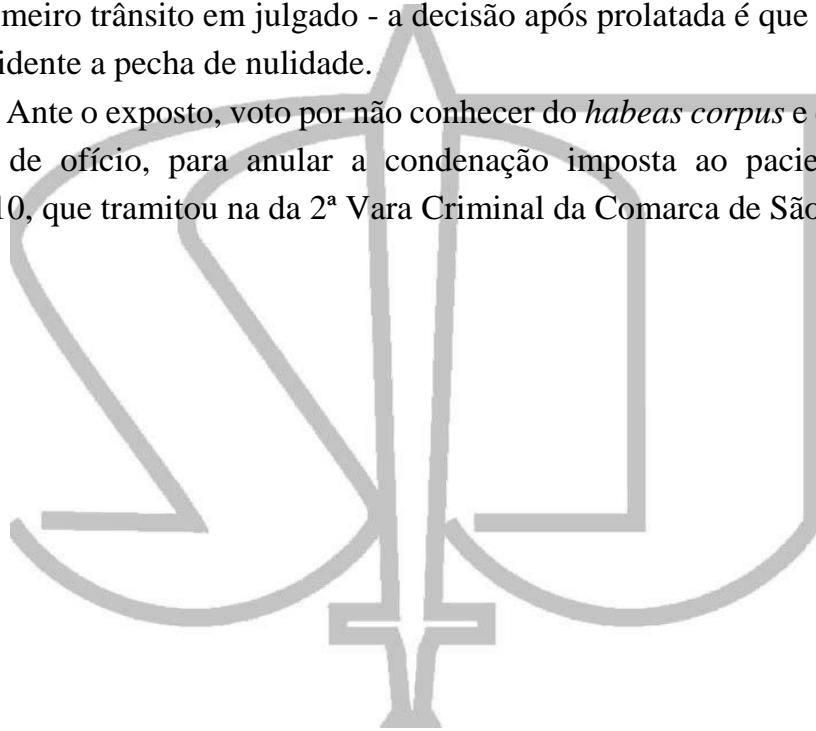 meiro trânsito em julgado - a decisão após prolatada é que
idente a pecha de nulidade.
Ante o exposto, voto por não conhecer do habeas corpus e
de ofício, para anular a condenação imposta ao pacie
10, que tramitou na da 2ª Vara Criminal da Comarca de São